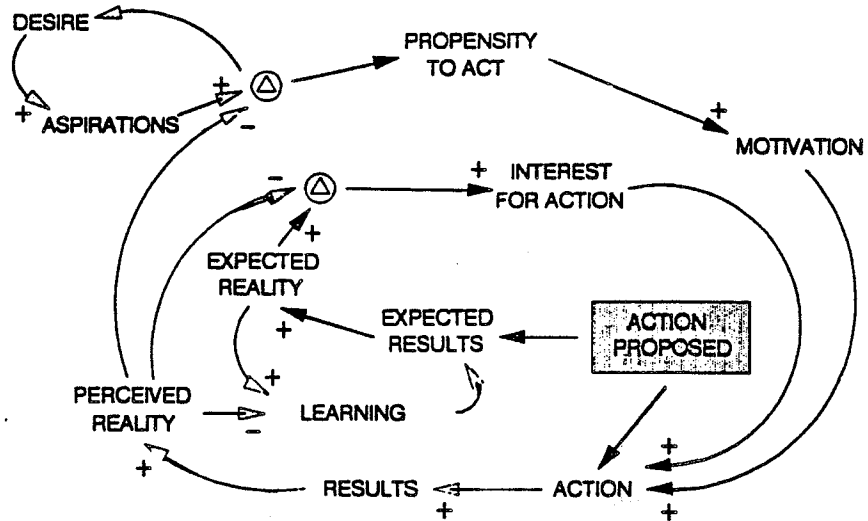 DESIRE
PROPENSITY
TO ACT
+
+
ASPIRATIONS
-
+
MOTIVATION
-
+
INTEREST
FOR ACTION
+
EXPECTED
REALITY
+
EXPECTED
RESULTS
ACTION
PROPOSED
+
PERCEIVED
REALITY
-
LEARNING
+
+
RESULTS
+
ACTION
+